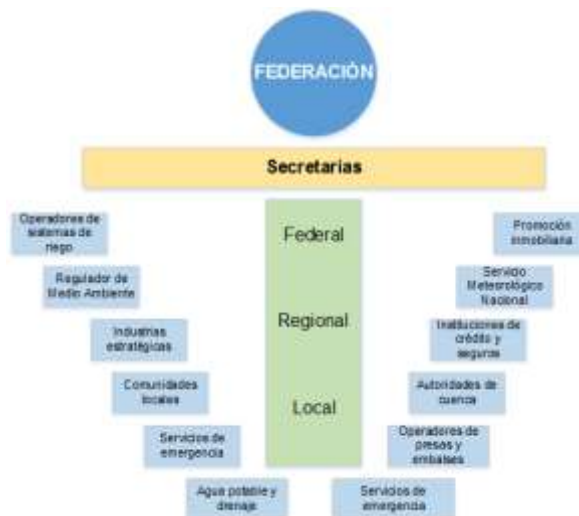 FEDERACIÓN
Secretarias
Federal
Regional
Local
Operadores de
sistemas de
riego
Regulador de
Medio Ambiente
Industrias
estratégicas
Comunidades
locales
Servicios de
emergencia
Agua potable y
drenaje
Promoción
inmobiliaria
Servicio
Meteorológico
Nacional
Instituciones de
crédito y
seguros
Autoridades de
cuenca
Operadores de
presas y
embalses
Servicios de
emergencia